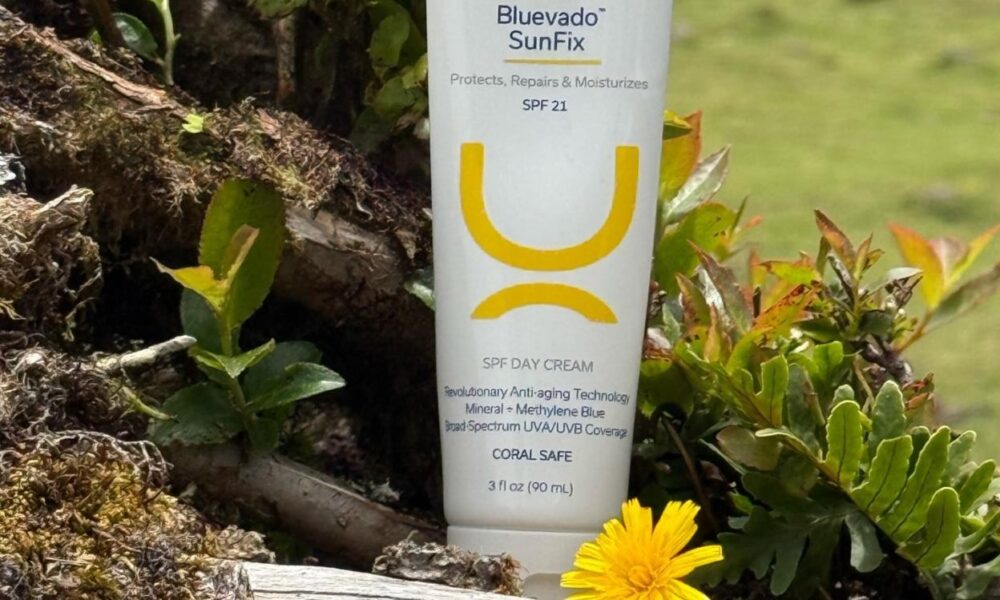 Bluevado™
SunFix
Protects, Repairs & Moisturizes
SPF 21
SPF DAY CREAM
Revolutionary Anti-aging Technology
Mineral + Methylene Blue
Broad-Spectrum UVA/UVB Coverage
CORAL SAFE
3 fl oz (90 mL)